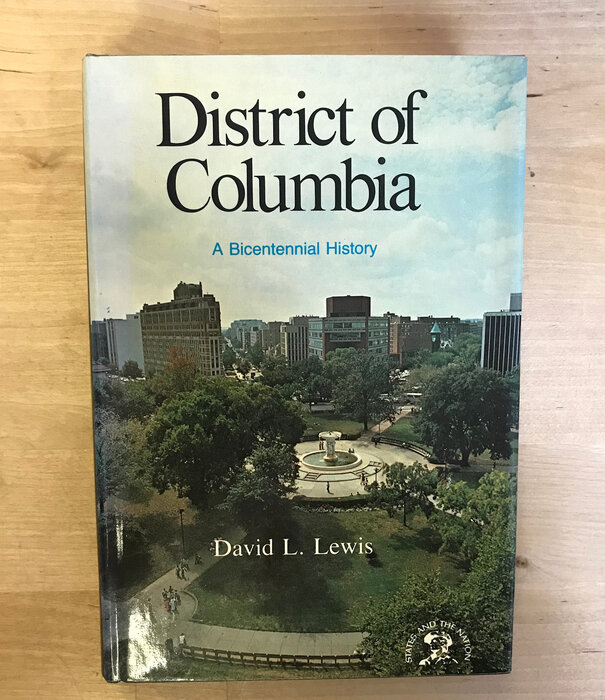 District of
Columbia
A Bicentennial History
David L. Lewis
STATES AND THE NATION